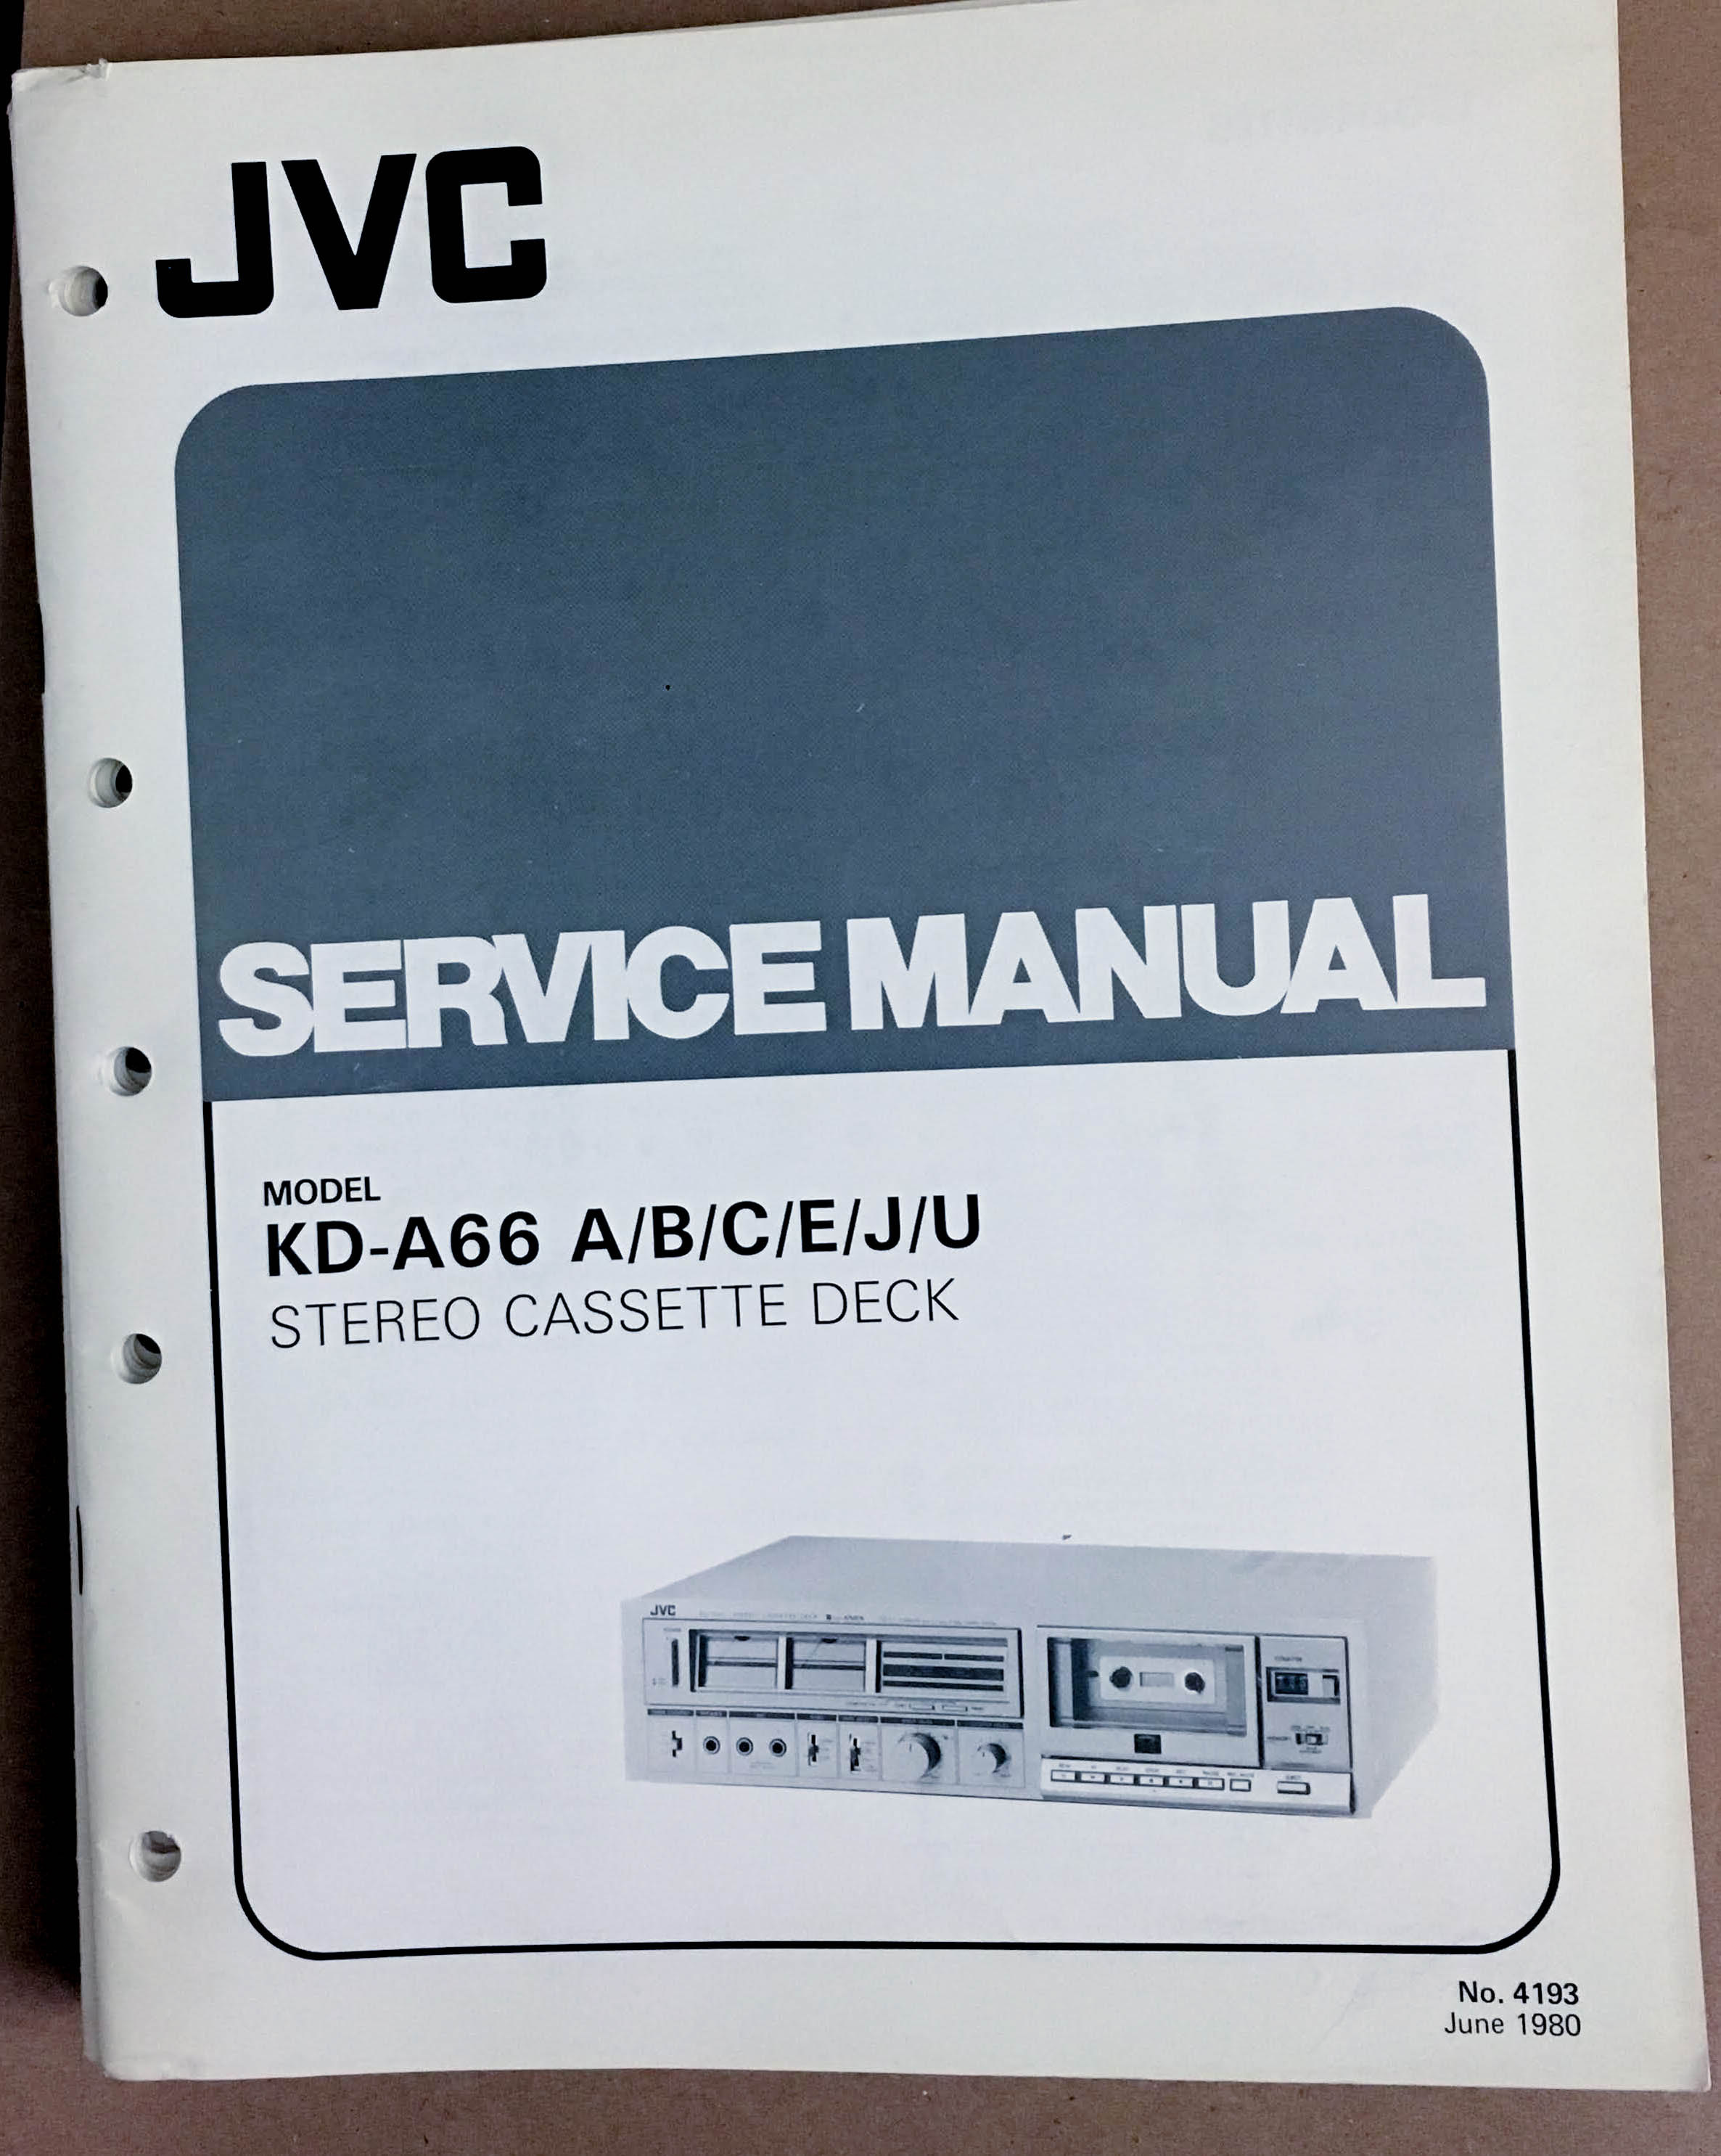 JVC
SERVICE MANUAL
MODEL
KD-A66 A/B/C/E/J/U
STEREO CASSETTE DECK
JVC
No. 4193
June 1980